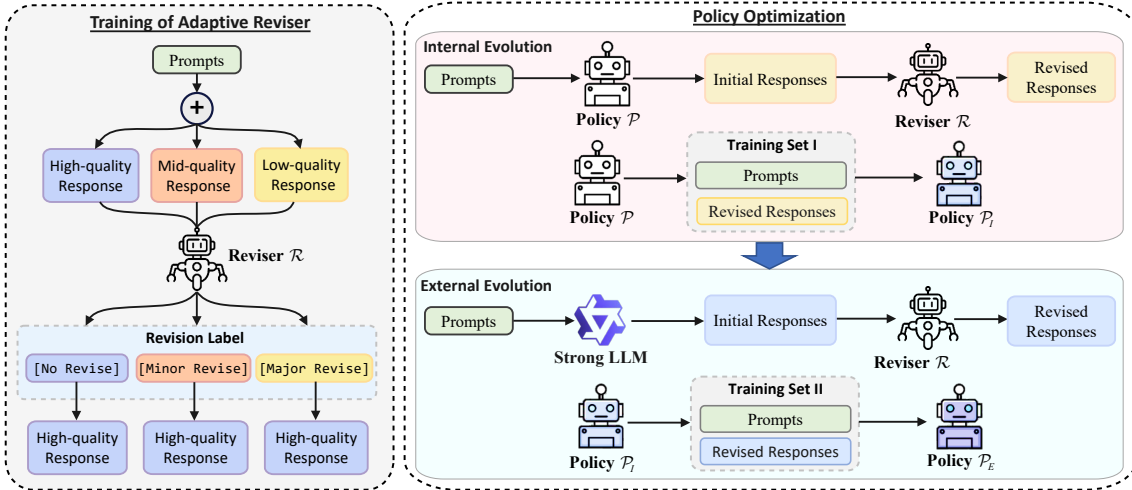 Training of Adaptive Reviser
Prompts
+
High-quality
Response
Mid-quality
Response
Low-quality
Response
Reviser R
Revision Label
[No Revise]
[Minor Revise]
[Major Revise]
High-quality
Response
High-quality
Response
High-quality
Response
Policy Optimization
Internal Evolution
Prompts
Policy P
Initial Responses
Reviser R
Revised
Responses
Policy P
Training Set I
Prompts
Revised Responses
Policy P_I
External Evolution
Prompts
Strong LLM
Initial Responses
Reviser R
Revised
Responses
Policy P_I
Training Set II
Prompts
Revised Responses
Policy P_E